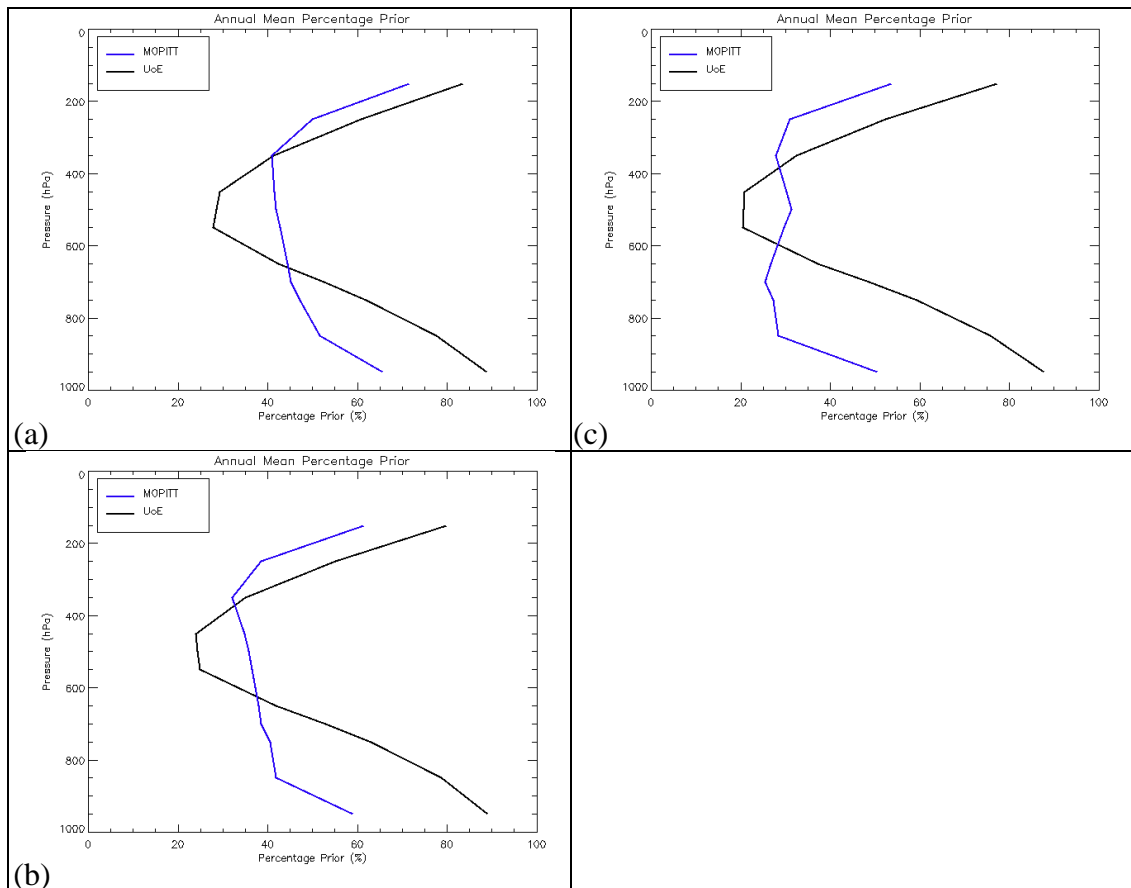 Annual Mean Percentage Prior
MOPITT
UoE
0
200
400
600
800
1000
Pressure (hPa)
0 20 40 60 80 100
Percentage Prior (%)
(a)
Annual Mean Percentage Prior
MOPITT
UoE
0
200
400
600
800
1000
Pressure (hPa)
0 20 40 60 80 100
Percentage Prior (%)
(c)
Annual Mean Percentage Prior
MOPITT
UoE
0
200
400
600
800
1000
Pressure (hPa)
0 20 40 60 80 100
Percentage Prior (%)
(b)